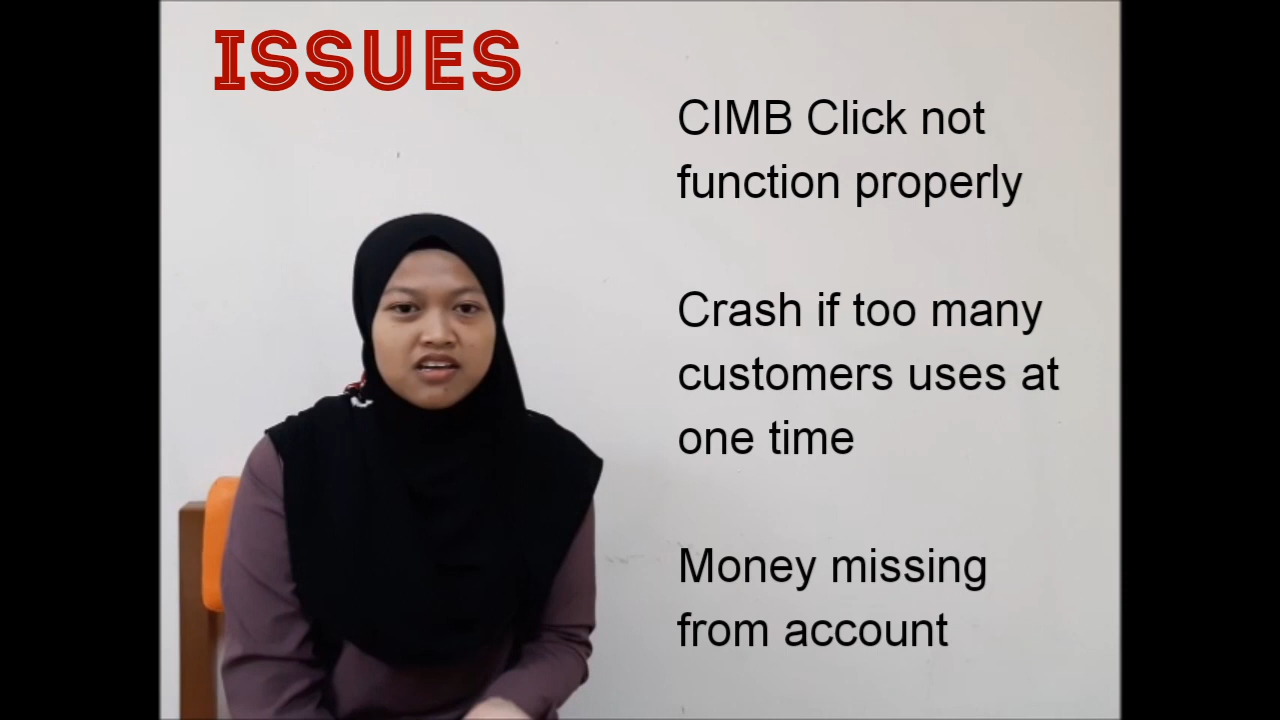 ISSUES
CIMB Click not
function properly
Crash if too many
customers uses at
one time
Money missing
from account